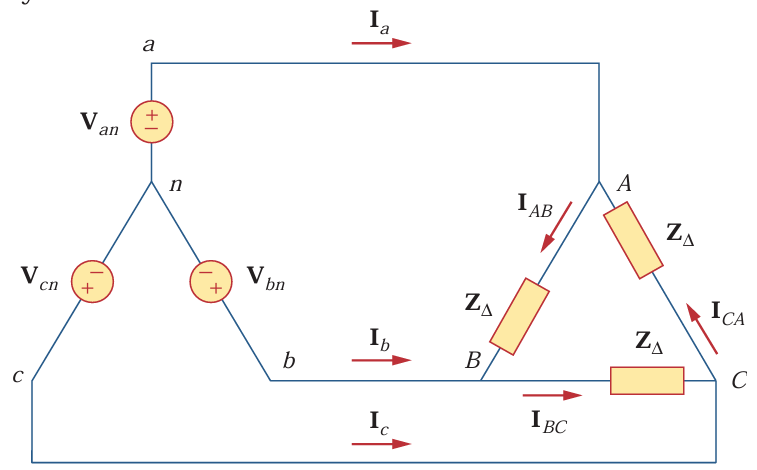 I_a
a
+
−
V_an
n
A
I_AB
Z_Δ
V_cn
−
+
−
+
V_bn
Z_Δ
I_CA
I_b
Z_Δ
c
b
B
C
I_BC
I_c